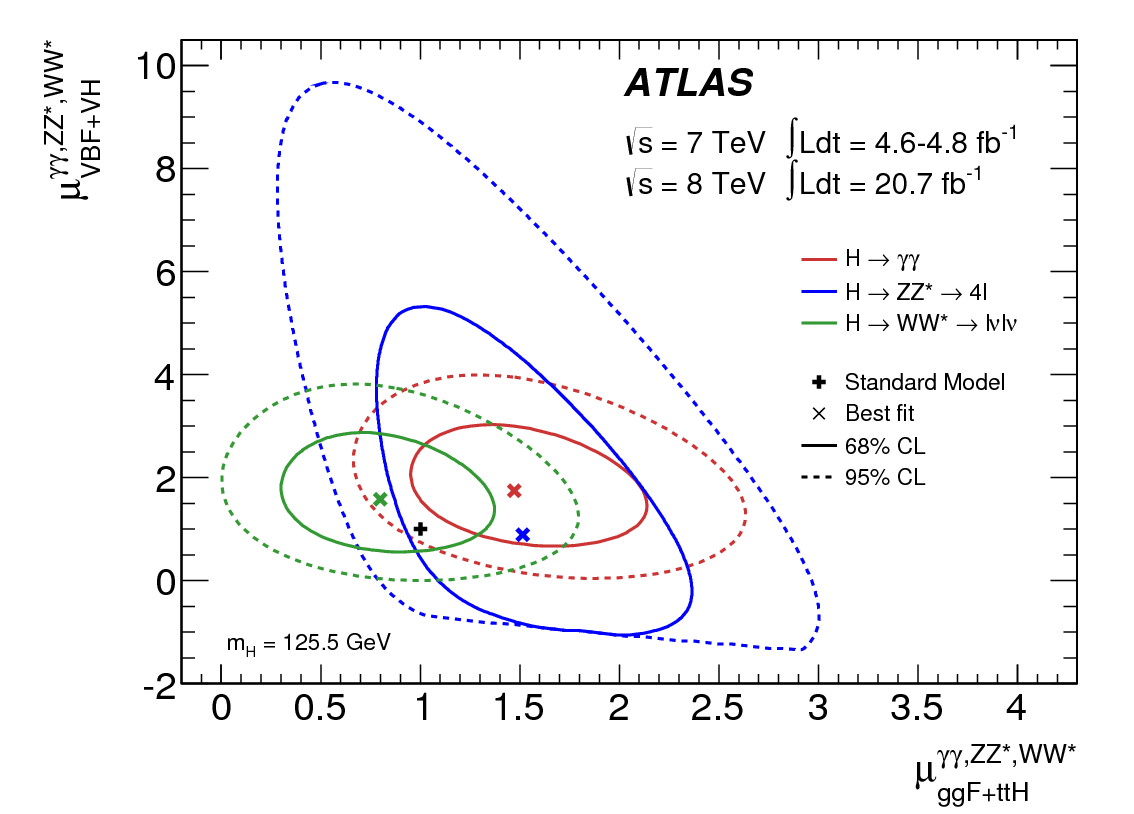 μ^γγ,ZZ*,WW*_VBF+VH
10
8
6
4
2
0
-2
ATLAS
√s = 7 TeV ∫Ldt = 4.6-4.8 fb⁻¹
√s = 8 TeV ∫Ldt = 20.7 fb⁻¹
H → γγ
H → ZZ* → 4l
H → WW* → lνlν
Standard Model
Best fit
68% CL
95% CL
m_H = 125.5 GeV
0 0.5 1 1.5 2 2.5 3 3.5 4
μ^γγ,ZZ*,WW*_ggF+ttH